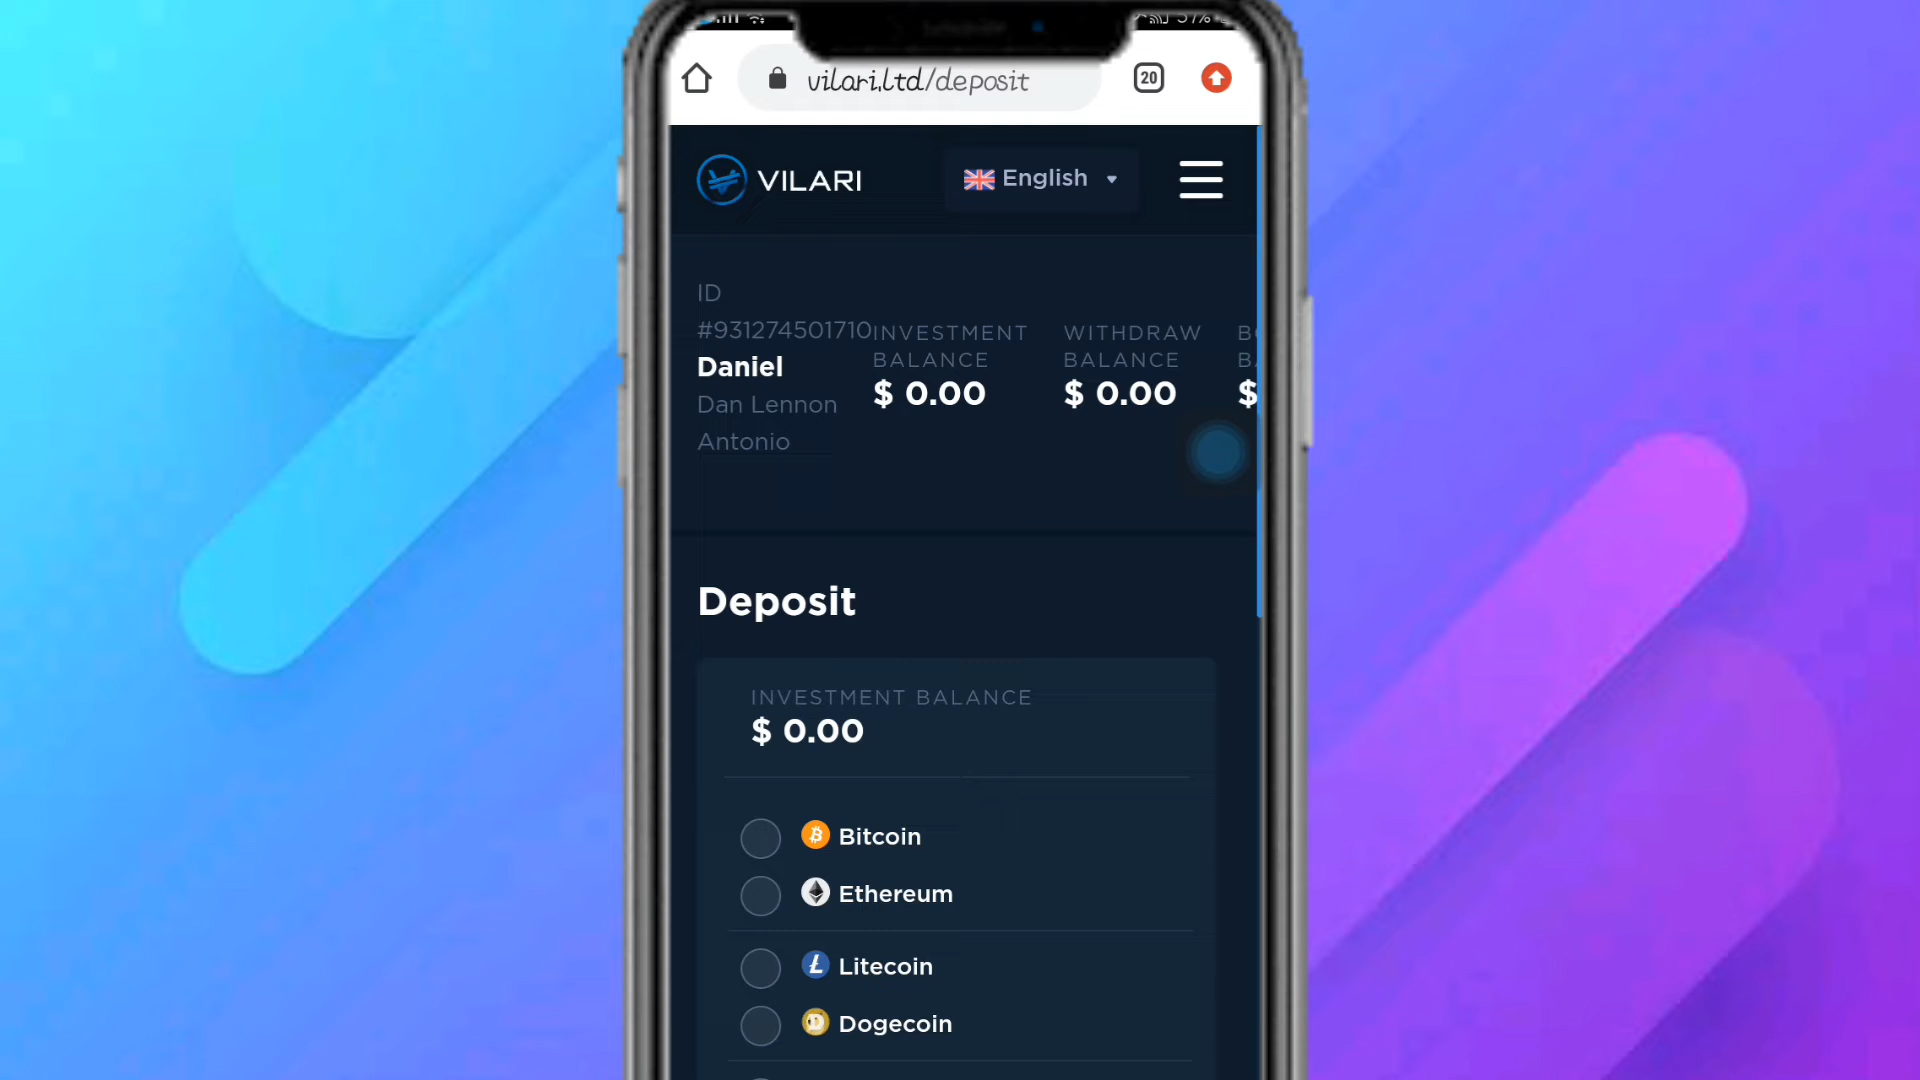 57%
vilari.ltd/deposit
20
VILARI
English
ID
#931274501710
Daniel
Dan Lennon
Antonio
INVESTMENT
BALANCE
$ 0.00
WITHDRAW
BALANCE
$ 0.00
$
Deposit
INVESTMENT BALANCE
$ 0.00
Bitcoin
Ethereum
Litecoin
Dogecoin